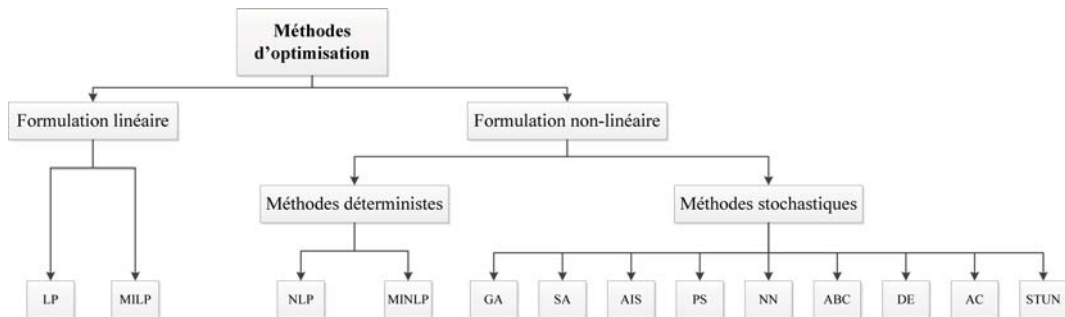 Méthodes
d'optimisation
Formulation linéaire
Formulation non-linéaire
Méthodes déterministes
Méthodes stochastiques
LP
MILP
NLP
MINLP
GA
SA
AIS
PS
NN
ABC
DE
AC
STUN